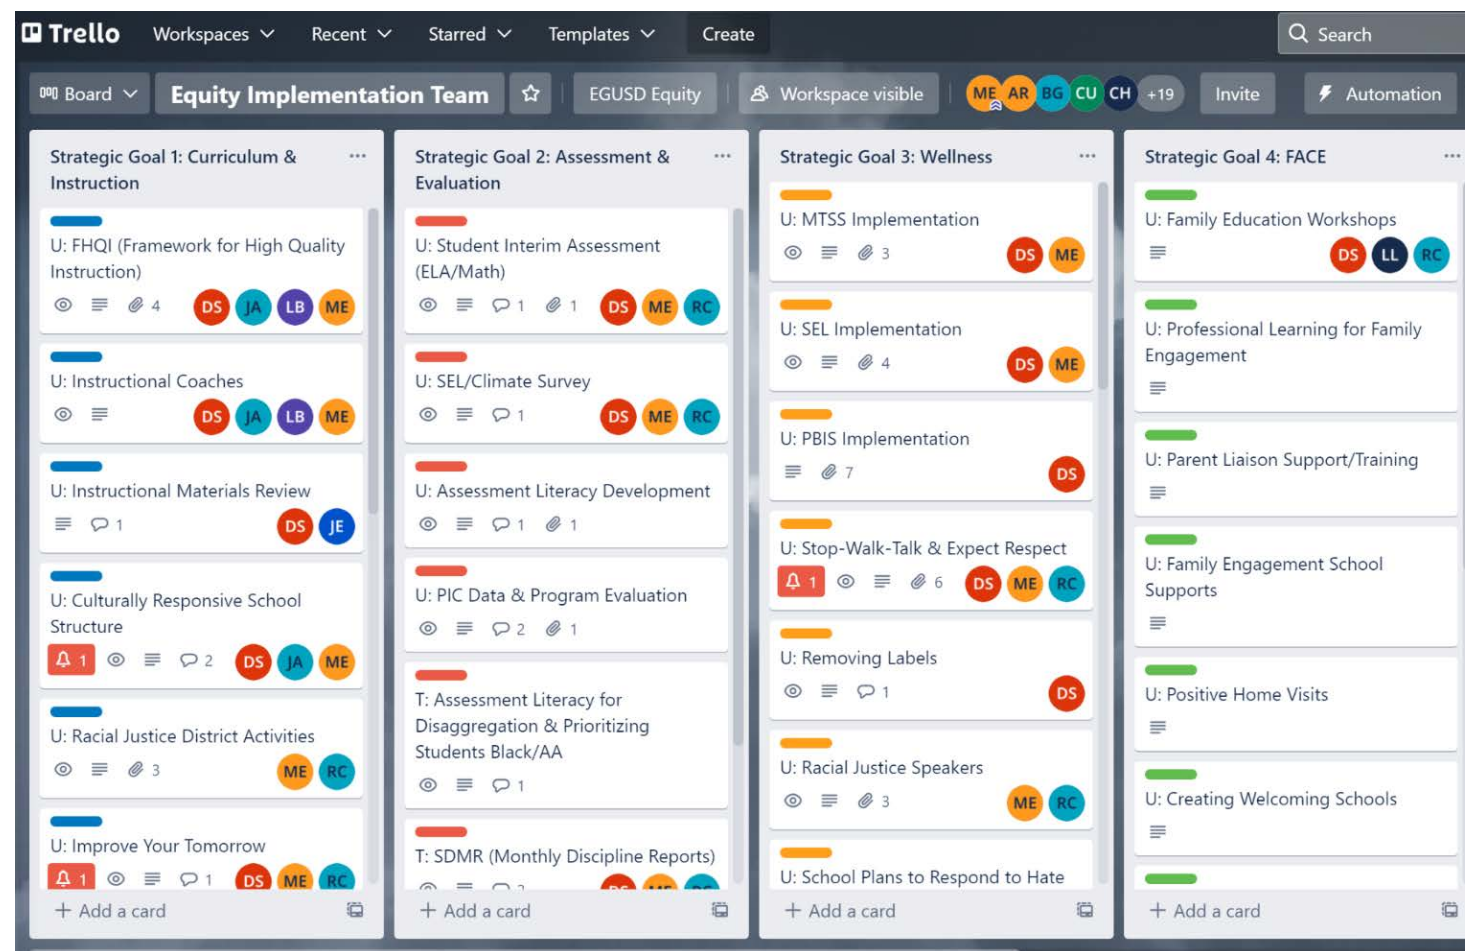 Trello Workspaces Recent Starred Templates Create Search
Board Equity Implementation Team EGUSD Equity Workspace visible ME AR BG CU CH +19 Invite Automation
Strategic Goal 1: Curriculum &
Instruction
U: FHQI (Framework for High Quality
Instruction)
4 DS JA LB ME
U: Instructional Coaches
DS JA LB ME
U: Instructional Materials Review
1 DS JE
U: Culturally Responsive School
Structure
1 2 DS JA ME
U: Racial Justice District Activities
3 ME RC
U: Improve Your Tomorrow
1 1 DS ME RC
+ Add a card
Strategic Goal 2: Assessment &
Evaluation
U: Student Interim Assessment
(ELA/Math)
1 1 DS ME RC
U: SEL/Climate Survey
1 DS ME RC
U: Assessment Literacy Development
1 1
U: PIC Data & Program Evaluation
2 1
T: Assessment Literacy for
Disaggregation & Prioritizing
Students Black/AA
1
T: SDMR (Monthly Discipline Reports)
DS ME RC
+ Add a card
Strategic Goal 3: Wellness
U: MTSS Implementation
3 DS ME
U: SEL Implementation
4 DS ME
U: PBIS Implementation
7 DS
U: Stop-Walk-Talk & Expect Respect
1 6 DS ME RC
U: Removing Labels
1 DS
U: Racial Justice Speakers
3 ME RC
U: School Plans to Respond to Hate
+ Add a card
Strategic Goal 4: FACE
U: Family Education Workshops
DS LL RC
U: Professional Learning for Family
Engagement
U: Parent Liaison Support/Training
U: Family Engagement School
Supports
U: Positive Home Visits
U: Creating Welcoming Schools
+ Add a card